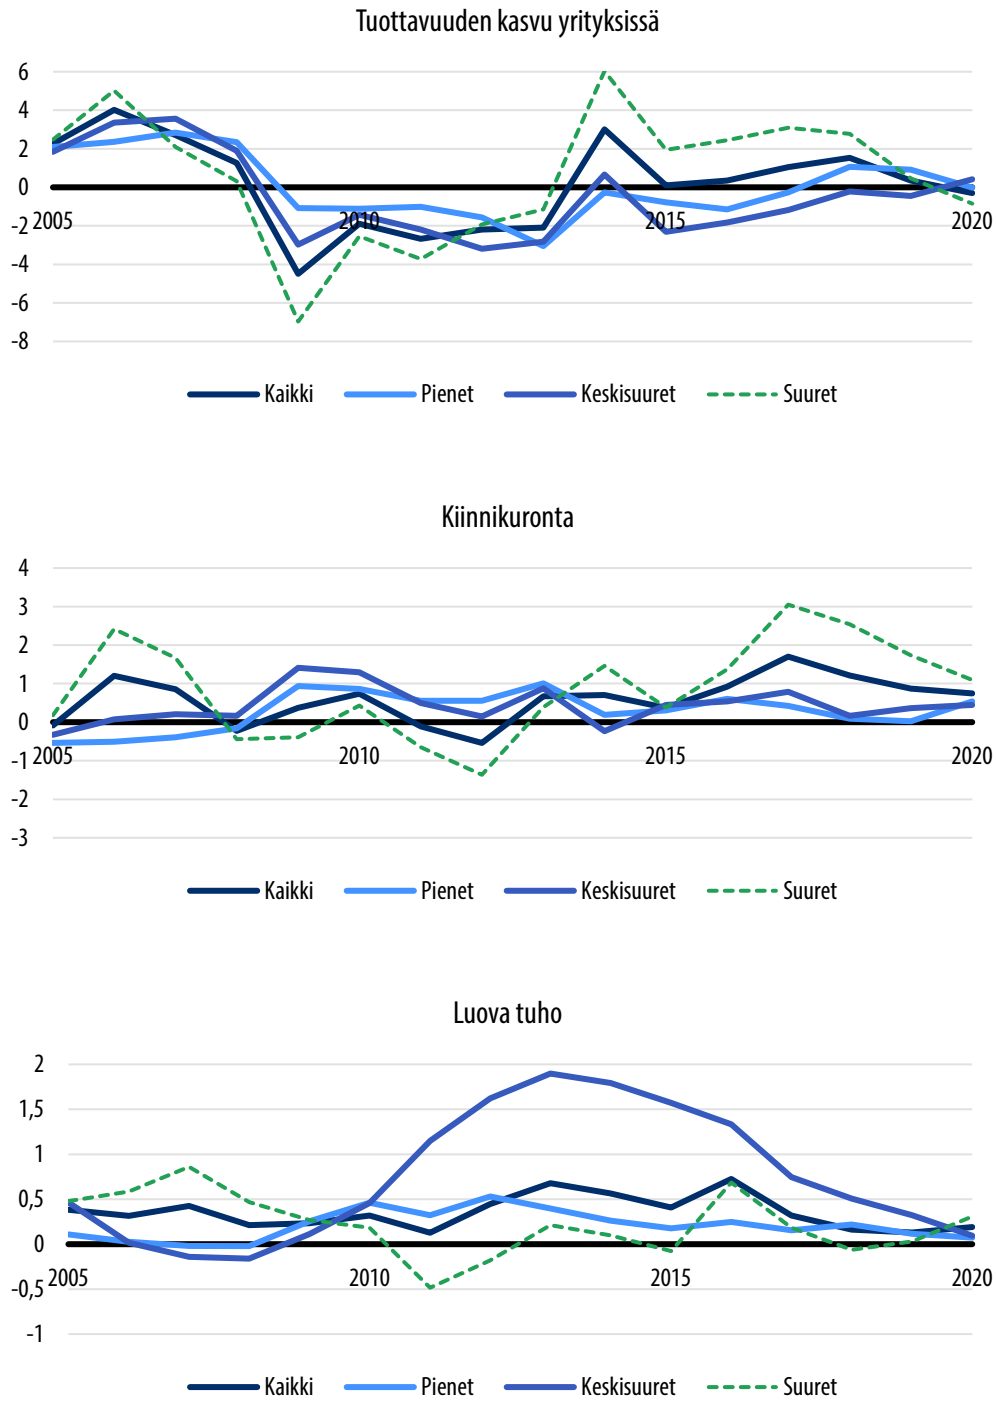 Tuottavuuden kasvu yrityksissä
6
4
2
0
2005 2010 2015 2020
-2
-4
-6
-8
Kaikki Pienet Keskisuuret Suuret
Kiinnikuronta
4
3
2
1
0
-1 2005 2010 2015 2020
-2
-3
Kaikki Pienet Keskisuuret Suuret
Luova tuho
2
1,5
1
0,5
0
2005 2010 2015 2020
-0,5
-1
Kaikki Pienet Keskisuuret Suuret